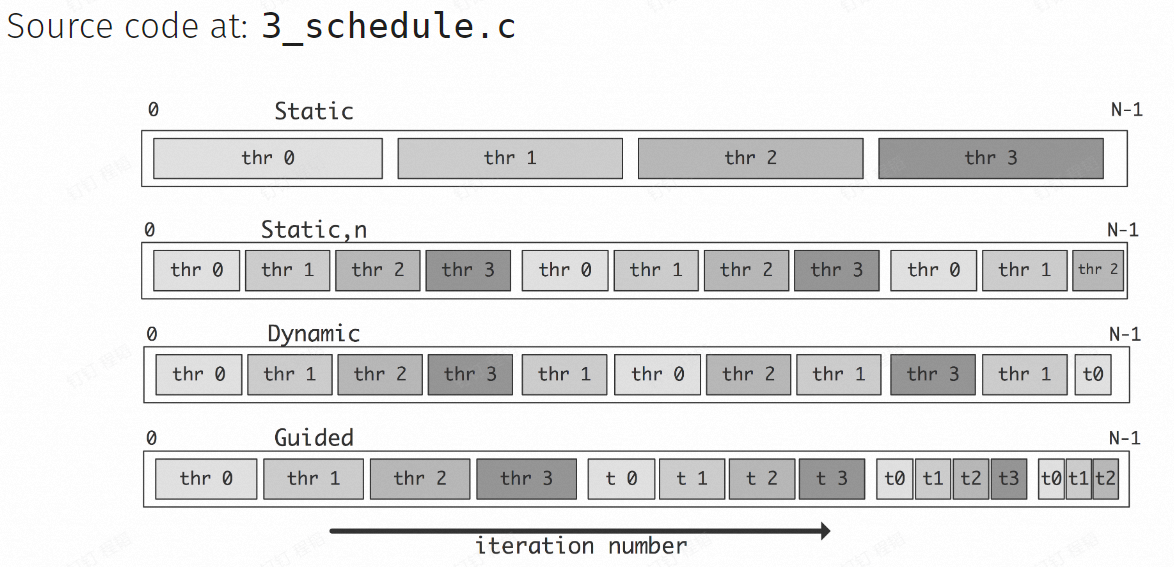 Source code at: 3_schedule.c
0 Static N-1
thr 0 thr 1 thr 2 thr 3
0 Static,n N-1
thr 0 thr 1 thr 2 thr 3 thr 0 thr 1 thr 2 thr 3 thr 0 thr 1 thr 2
0 Dynamic N-1
thr 0 thr 1 thr 2 thr 3 thr 1 thr 0 thr 2 thr 1 thr 3 thr 1 t0
0 Guided N-1
thr 0 thr 1 thr 2 thr 3 t 0 t 1 t 2 t 3 t0 t1 t2 t3 t0 t1 t2
iteration number